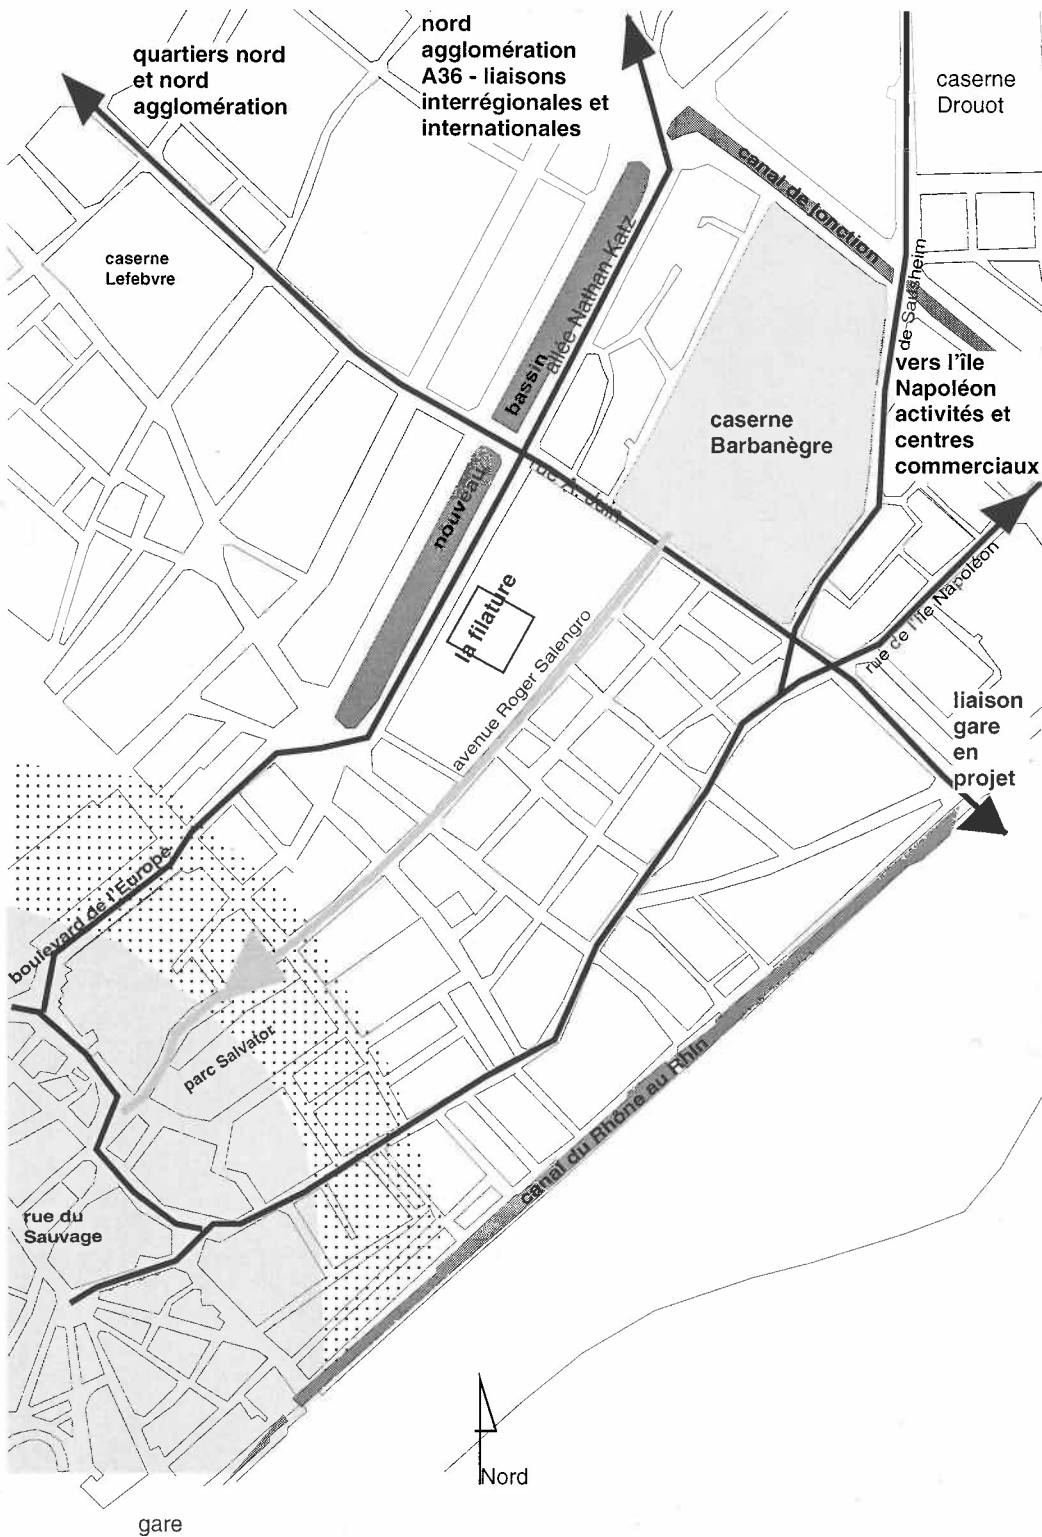 nord
agglomération
A36 - liaisons
interrégionales et
internationales
quartiers nord
et nord
agglomération
caserne
Drouot
canal de jonction
caserne
Lefebvre
allée Nathan Katz
de Sausheim
bassin
vers l'île
Napoléon
activités et
centres
commerciaux
caserne
Barbanègre
rue A. Juin
nouveau
la filature
avenue Roger Salengro
rue de l'île Napoléon
liaison
gare
en
projet
boulevard de l'Europe
parc Salvator
canal du Rhône au Rhin
rue du
Sauvage
Nord
gare